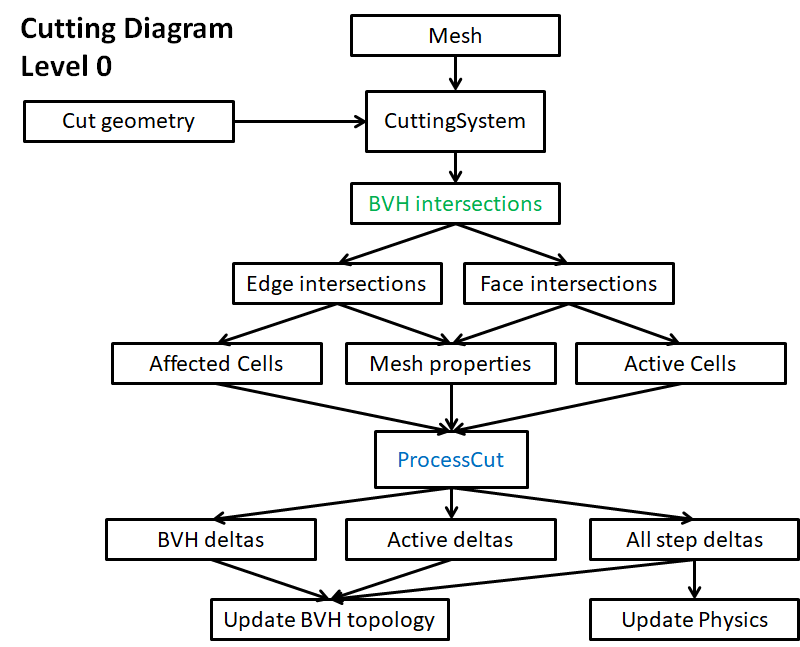 Cutting Diagram
Level 0
Mesh
Cut geometry
CuttingSystem
BVH intersections
Edge intersections
Face intersections
Affected Cells
Mesh properties
Active Cells
ProcessCut
BVH deltas
Active deltas
All step deltas
Update BVH topology
Update Physics